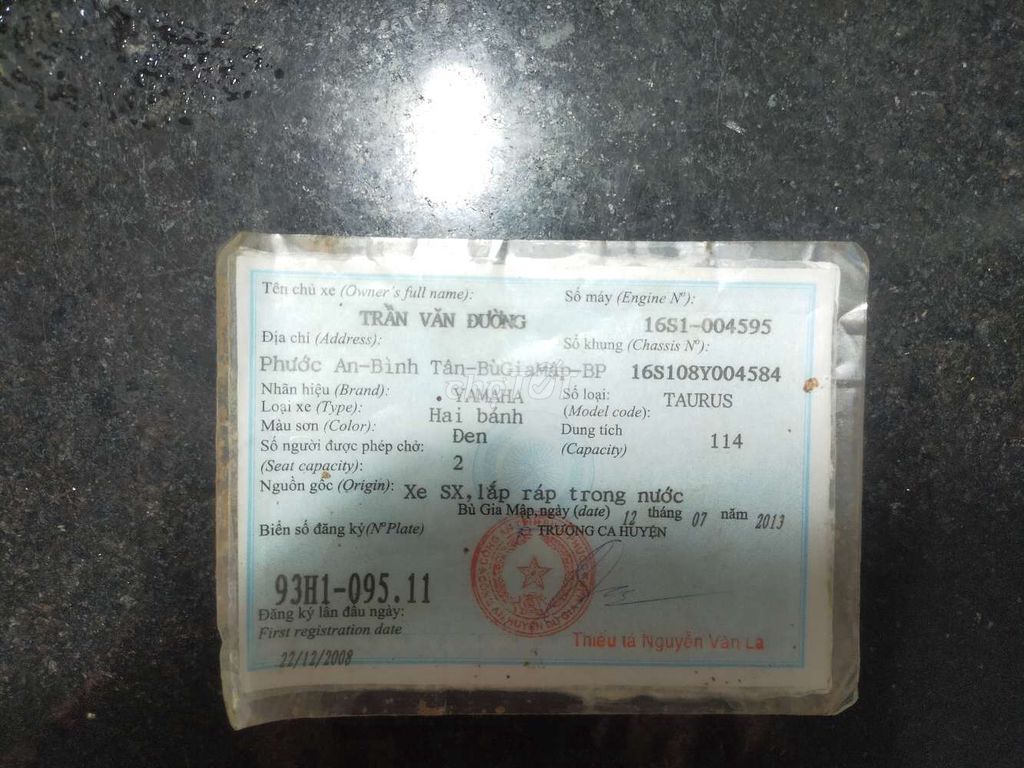 Tên chủ xe (Owner's full name):
TRẦN VĂN ĐƯỜNG
Số máy (Engine Nº):
16S1-004595
Địa chỉ (Address):
Phước An-Bình Tân-BùGiaMáp-BP
Số khung (Chassis Nº):
16S108Y004584
Nhãn hiệu (Brand): YAMAHA
Số loại:
(Model code): TAURUS
Loại xe (Type): Hai bánh
Màu sơn (Color): Đen
Dung tích
(Capacity) 114
Số người được phép chở:
(Seat capacity): 2
Nguồn gốc (Origin): Xe SX,lắp ráp trong nước
Bù Gia Mập,ngày (date) 12 tháng 07 năm 2013
TRƯỞNG CA HUYỆN
Biển số đăng ký(NºPlate)
93H1-095.11
Đăng ký lần đầu ngày:
First registration date
22/12/2008
Thiếu tá Nguyễn Văn La